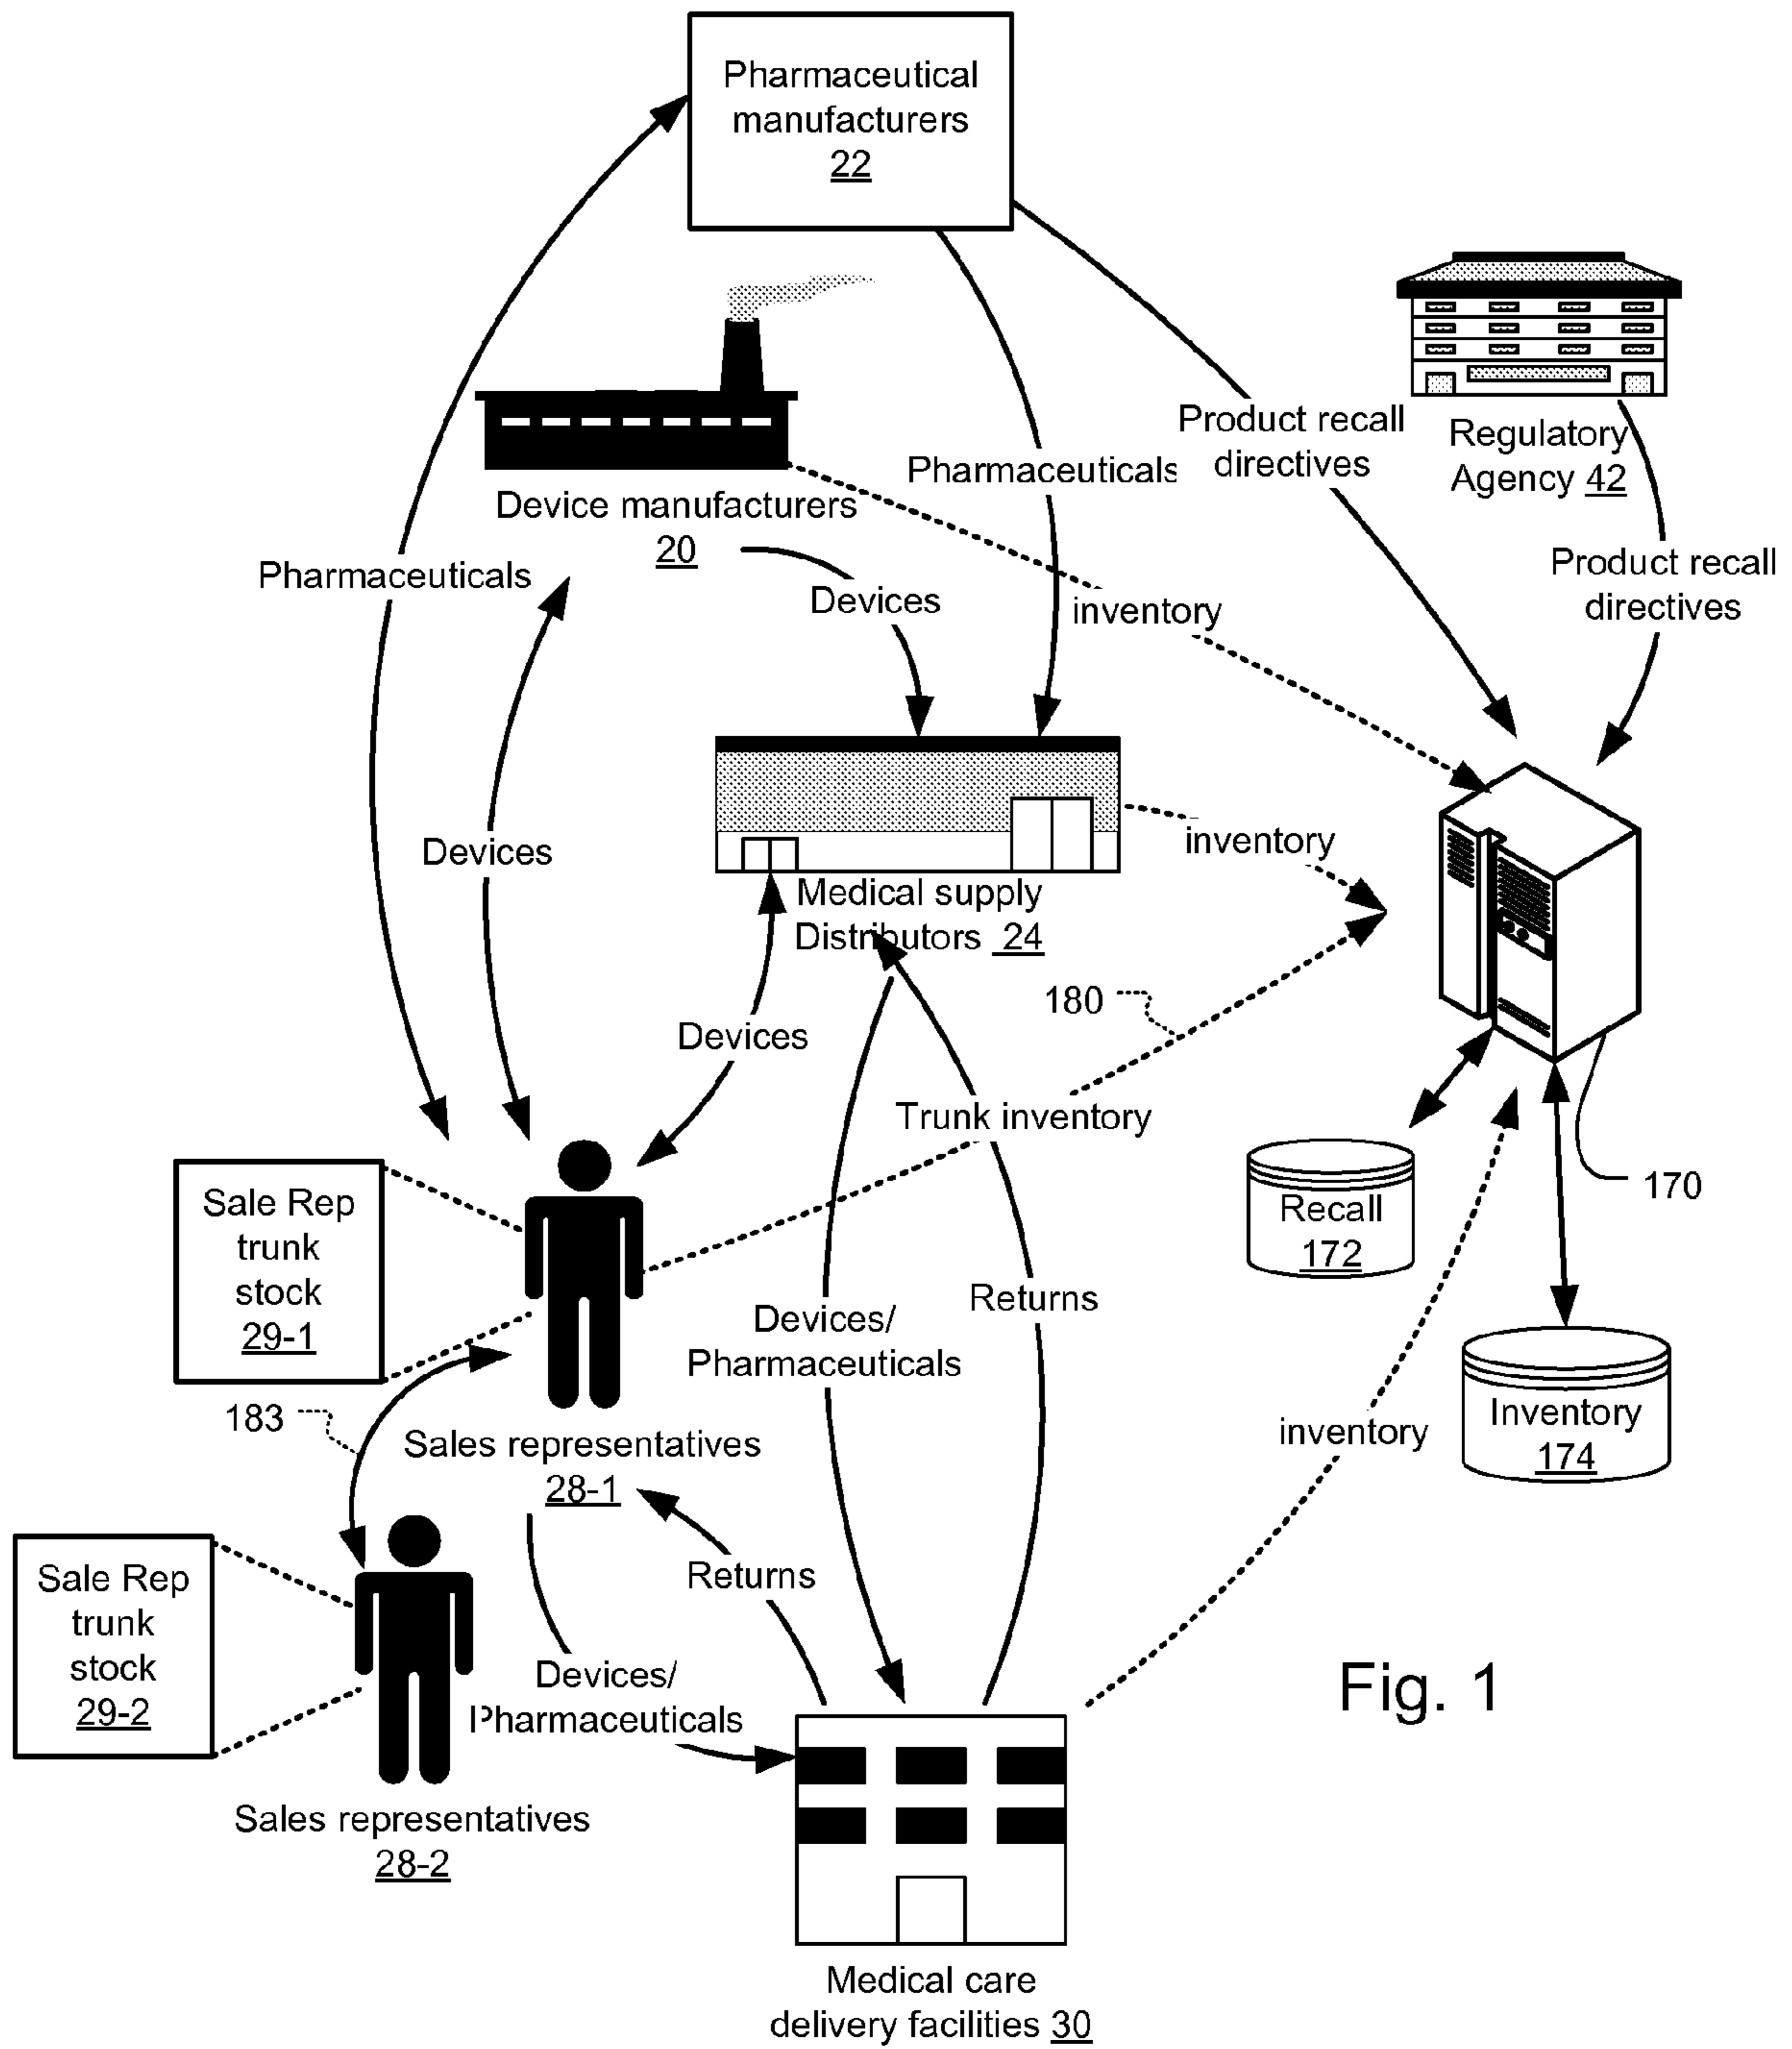 Pharmaceutical
manufacturers
22
Product recall
directives
Regulatory
Agency 42
Pharmaceuticals
Device manufacturers
20
Product recall
directives
Pharmaceuticals
Devices
inventory
Devices
inventory
Medical supply
Distributors 24
180
Devices
Trunk inventory
170
Recall
172
Sale Rep
trunk
stock
29-1
Returns
Devices/
Pharmaceuticals
183
Inventory
174
inventory
Sales representatives
28-1
Returns
Sale Rep
trunk
stock
29-2
Devices/
Pharmaceuticals
Fig. 1
Sales representatives
28-2
Medical care
delivery facilities 30